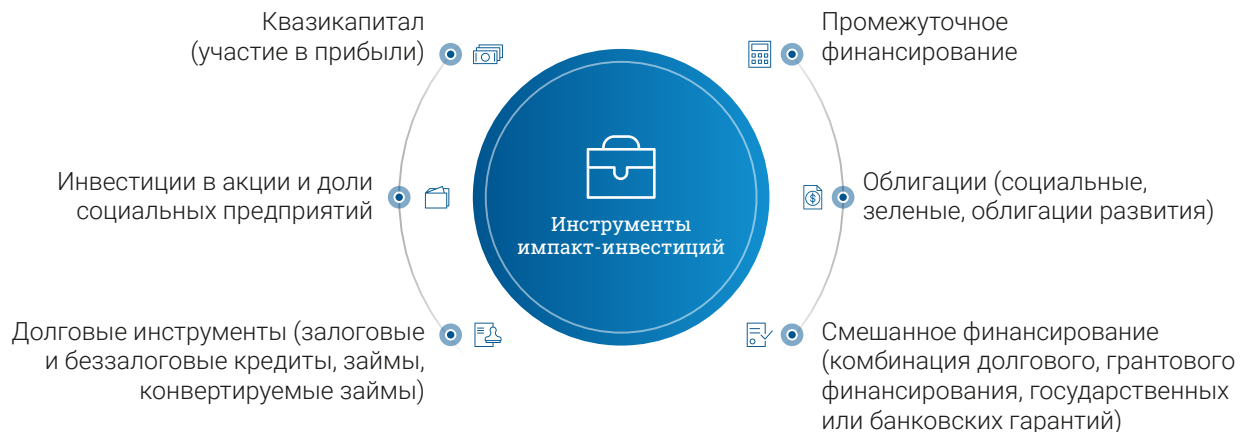 Квазикапитал
(участие в прибыли)
Инвестиции в акции и доли
социальных предприятий
Долговые инструменты (залоговые
и беззалоговые кредиты, займы,
конвертируемые займы)
Инструменты
импакт-инвестиций
Промежуточное
финансирование
Облигации (социальные,
зеленые, облигации развития)
Смешанное финансирование
(комбинация долгового, грантового
финансирования, государственных
или банковских гарантий)